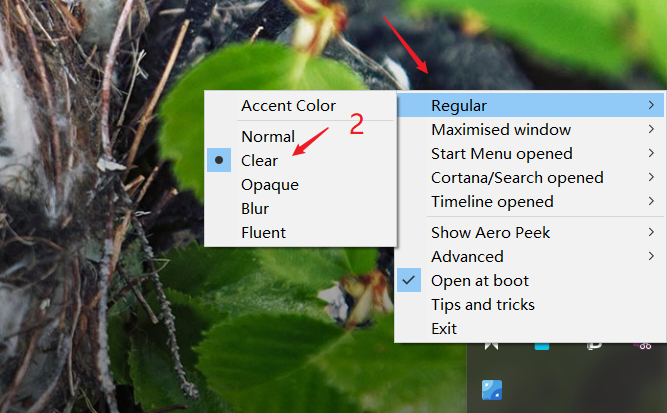 Accent Color
Normal
2
Clear
Opaque
Blur
Fluent
Regular
Maximised window
Start Menu opened
Cortana/Search opened
Timeline opened
Show Aero Peek
Advanced
Open at boot
Tips and tricks
Exit